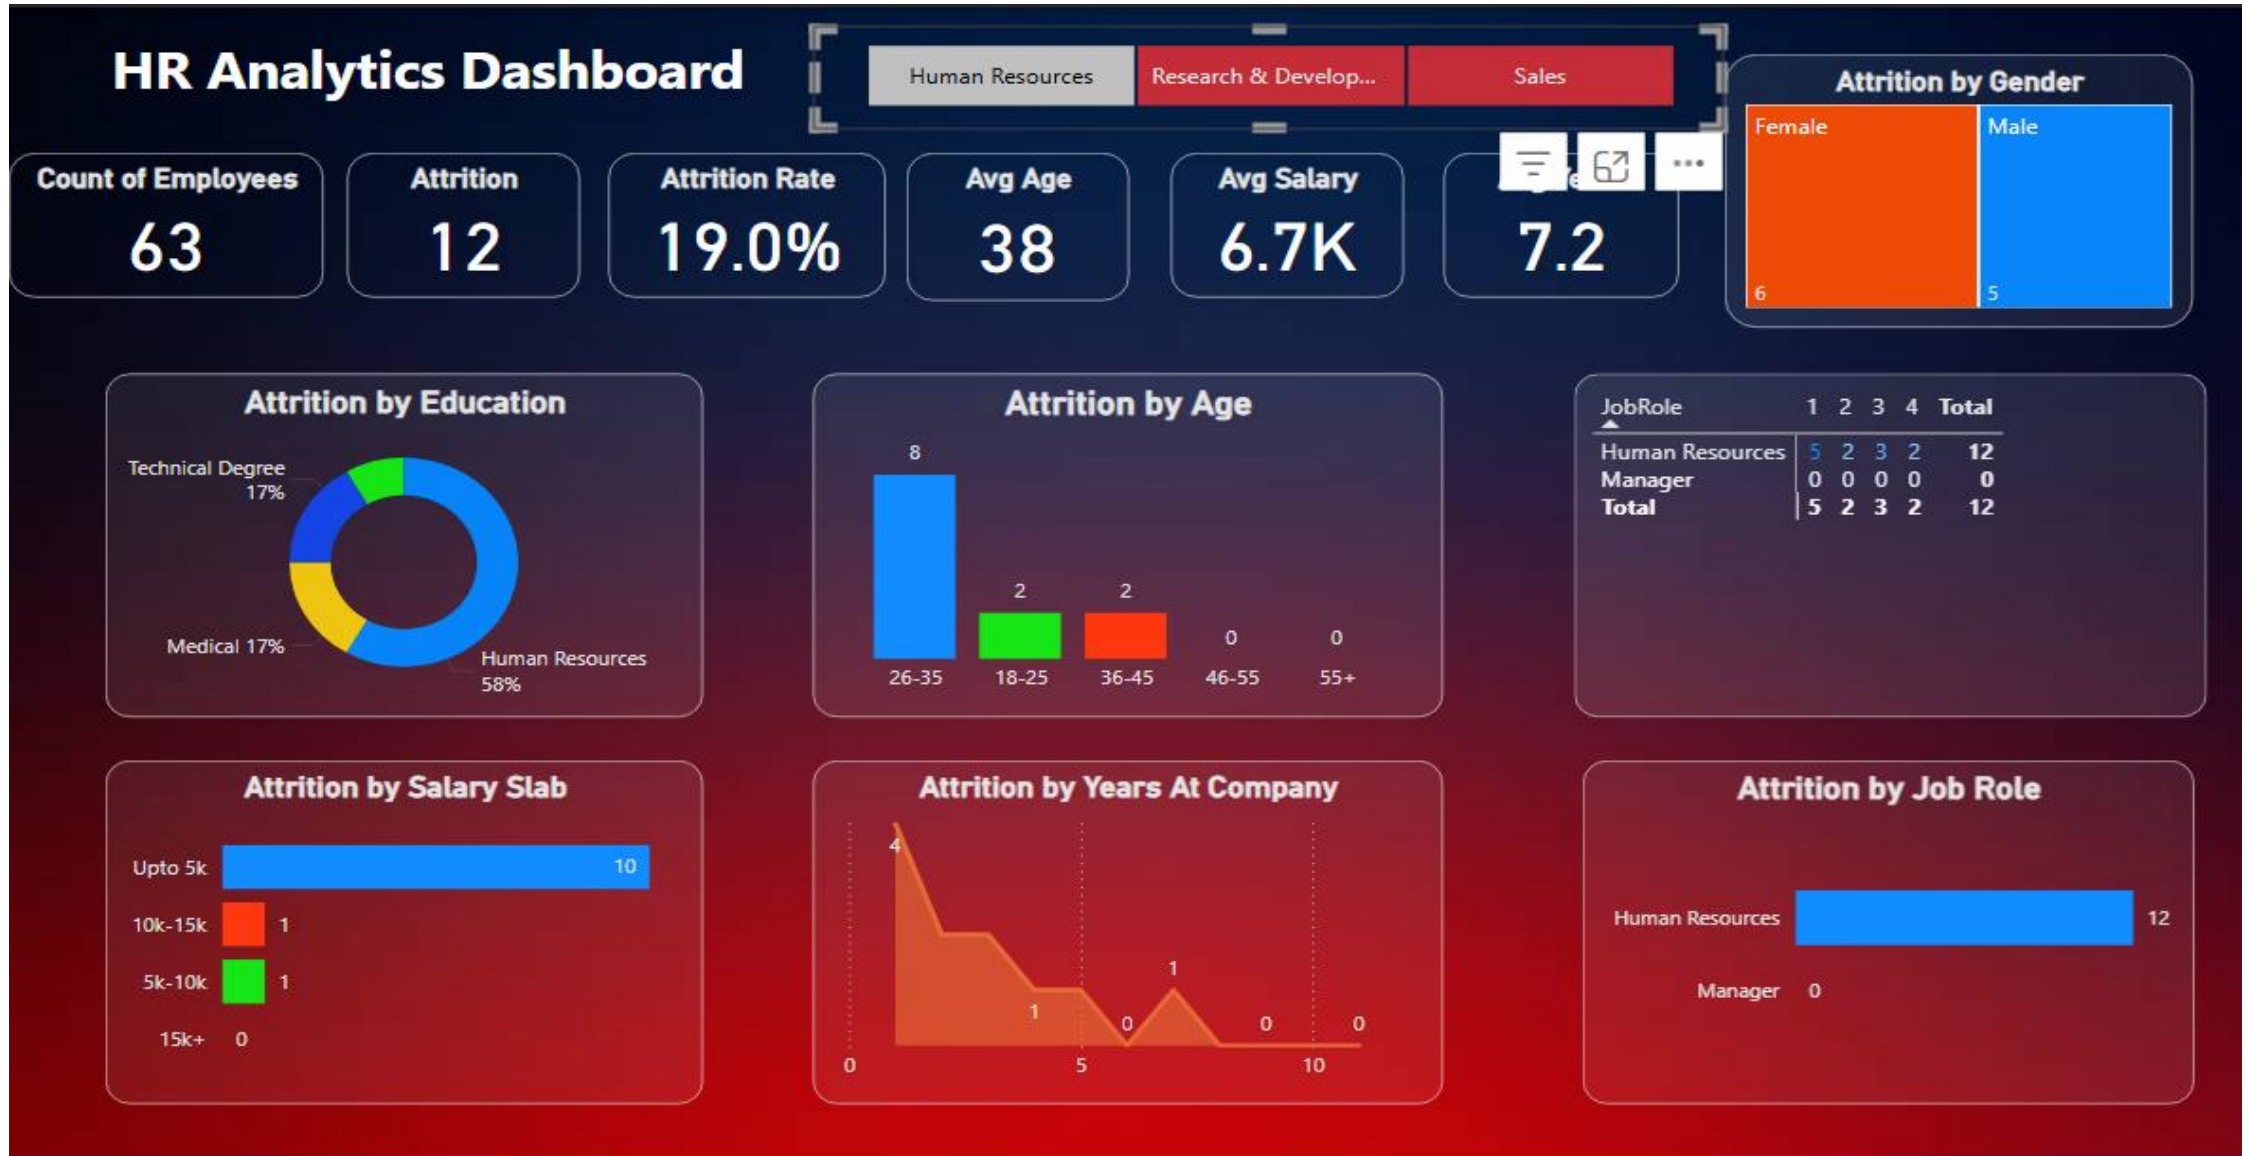 HR Analytics Dashboard
Human Resources
Research & Develop...
Sales
Count of Employees
63
Attrition
12
Attrition Rate
19.0%
Avg Age
38
Avg Salary
6.7K
7.2
Attrition by Gender
Female
6
Male
5
Attrition by Education
Technical Degree
17%
Medical 17%
Human Resources
58%
Attrition by Age
8
2
2
0
0
26-35
18-25
36-45
46-55
55+
JobRole 1 2 3 4 Total
Human Resources 5 2 3 2 12
Manager 0 0 0 0 0
Total 5 2 3 2 12
Attrition by Salary Slab
Upto 5k 10
10k-15k 1
5k-10k 1
15k+ 0
Attrition by Years At Company
4
1
0
1
0
0
0 5 10
Attrition by Job Role
Human Resources 12
Manager 0